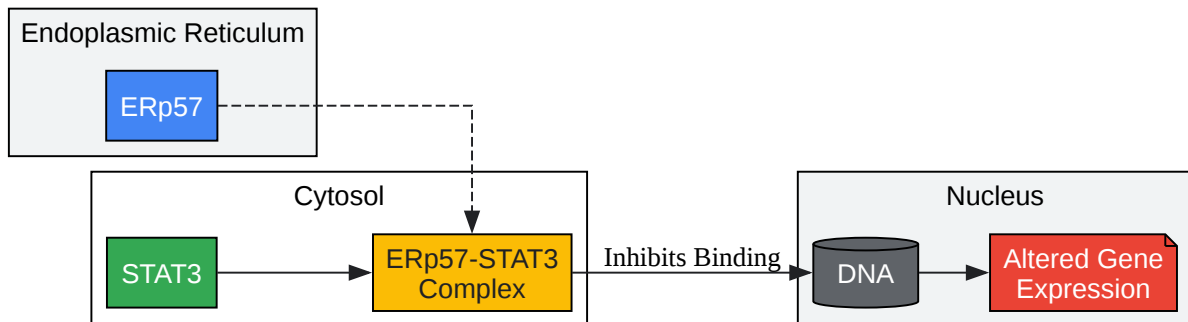 Endoplasmic Reticulum
ERp57
Cytosol
STAT3
ERp57-STAT3
Complex
Inhibits Binding
Nucleus
DNA
Altered Gene
Expression